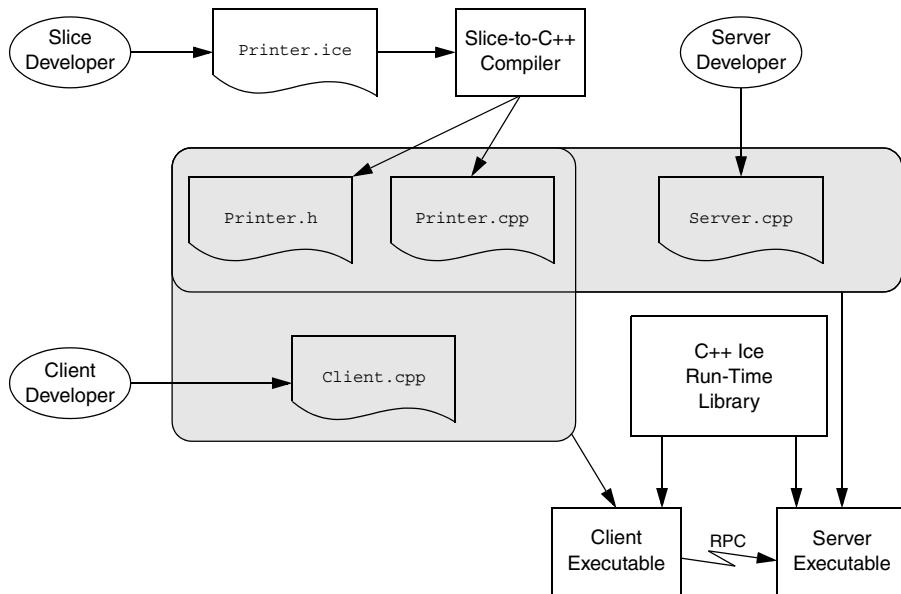 Slice
Developer
Printer.ice
Slice-to-C++
Compiler
Server
Developer
Printer.h
Printer.cpp
Server.cpp
Client
Developer
Client.cpp
C++ Ice
Run-Time
Library
Client
Executable
RPC
Server
Executable